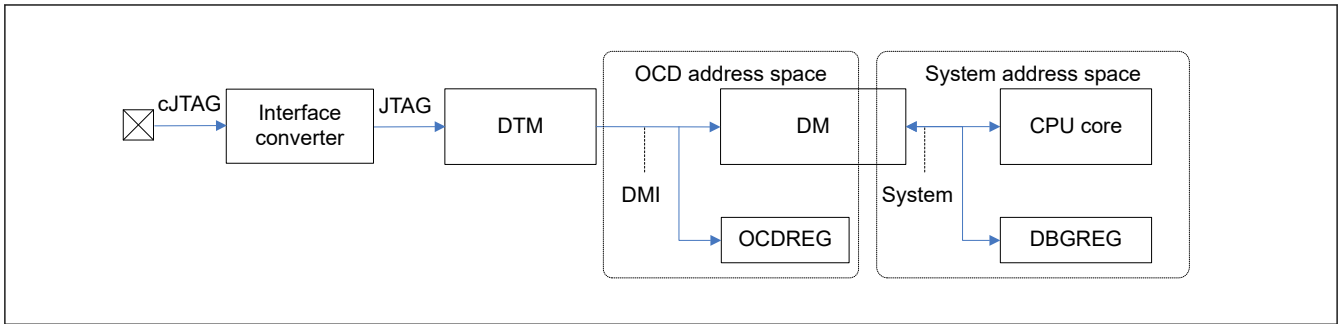 OCD address space
System address space
cJTAG
Interface
converter
JTAG
DTM
DM
CPU core
DMI
System
OCDREG
DBGREG